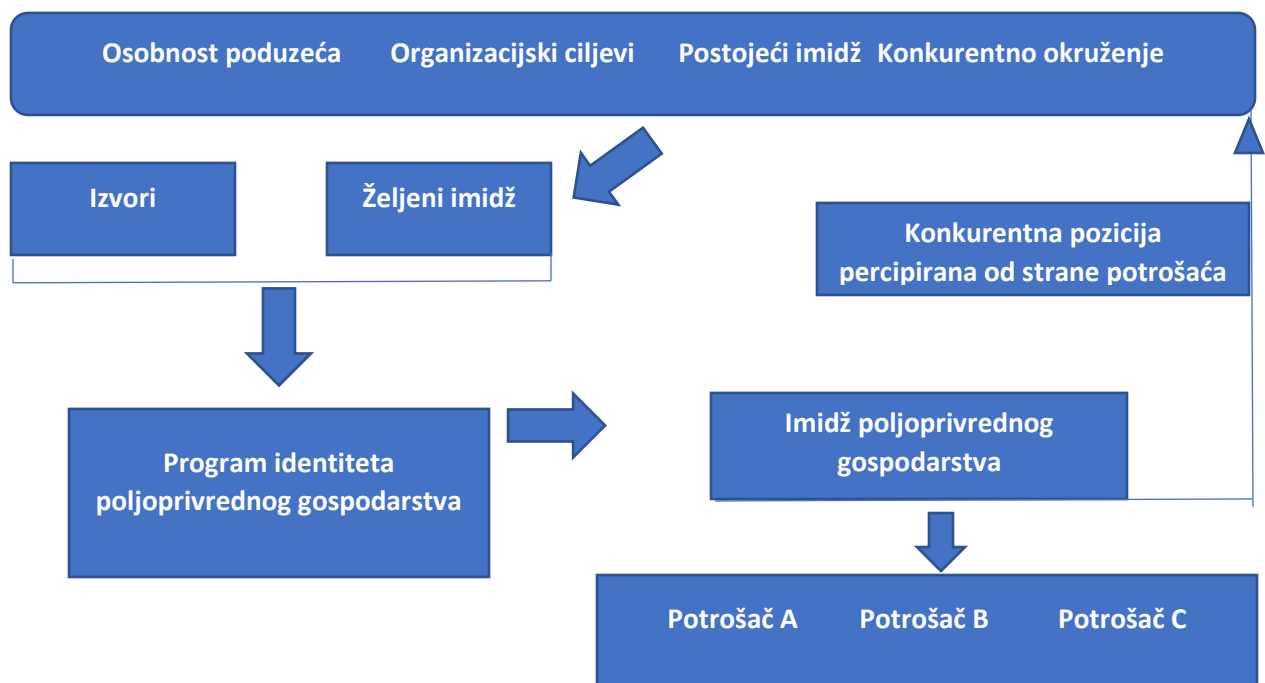 Osobnost poduzeća Organizacijski ciljevi Postojeći imidž Konkurentno okruženje
Izvori
Željeni imidž
Konkurentna pozicija
percipirana od strane potrošaća
Program identiteta
poljoprivrednog gospodarstva
Imidž poljoprivrednog
gospodarstva
Potrošač A Potrošač B Potrošač C